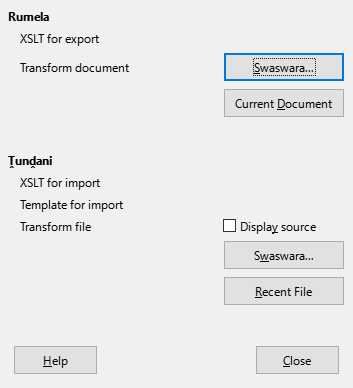 Rumela
XSLT for export
Transform document
Swaswara...
Current Document
Ṱunḓani
XSLT for import
Template for import
Transform file
Display source
Swaswara...
Recent File
Help
Close